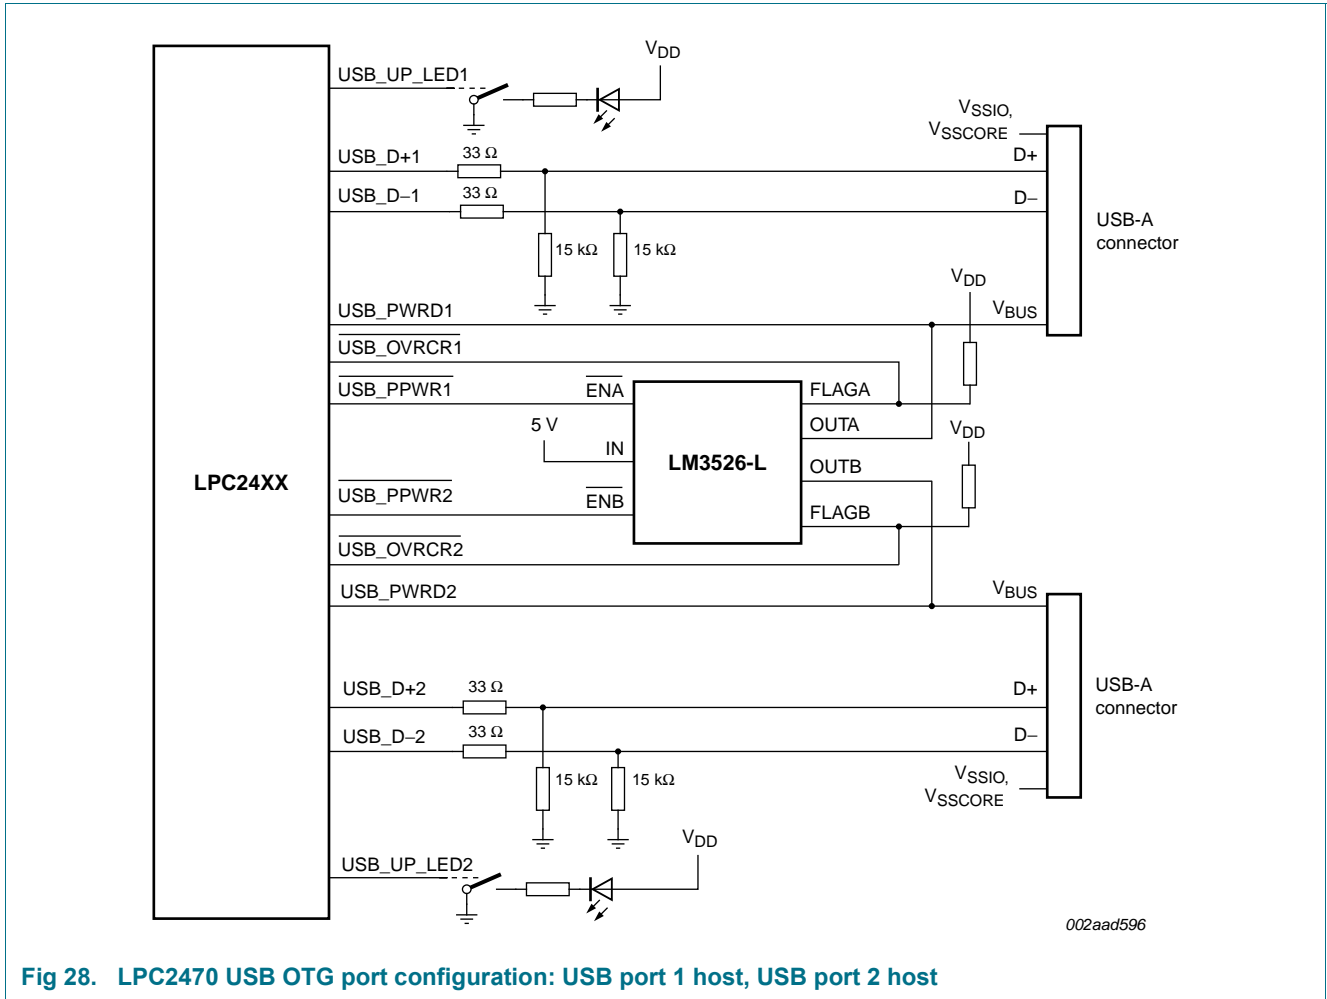 VDD
USB_UP_LED1
VSSIO,
VSSCORE
USB_D+1
33 Ω
D+
USB_D−1
33 Ω
D−
USB-A
connector
15 kΩ
15 kΩ
VDD
USB_PWRD1
VBUS
USB_OVRCR1
USB_PPWR1
ENA
FLAGA
5 V
OUTA
VDD
IN
LM3526-L
OUTB
LPC24XX
USB_PPWR2
ENB
FLAGB
USB_OVRCR2
USB_PWRD2
VBUS
USB_D+2
33 Ω
D+
USB-A
connector
USB_D−2
33 Ω
D−
15 kΩ
15 kΩ
VSSIO,
VSSCORE
VDD
USB_UP_LED2
002aad596
Fig 28. LPC2470 USB OTG port configuration: USB port 1 host, USB port 2 host